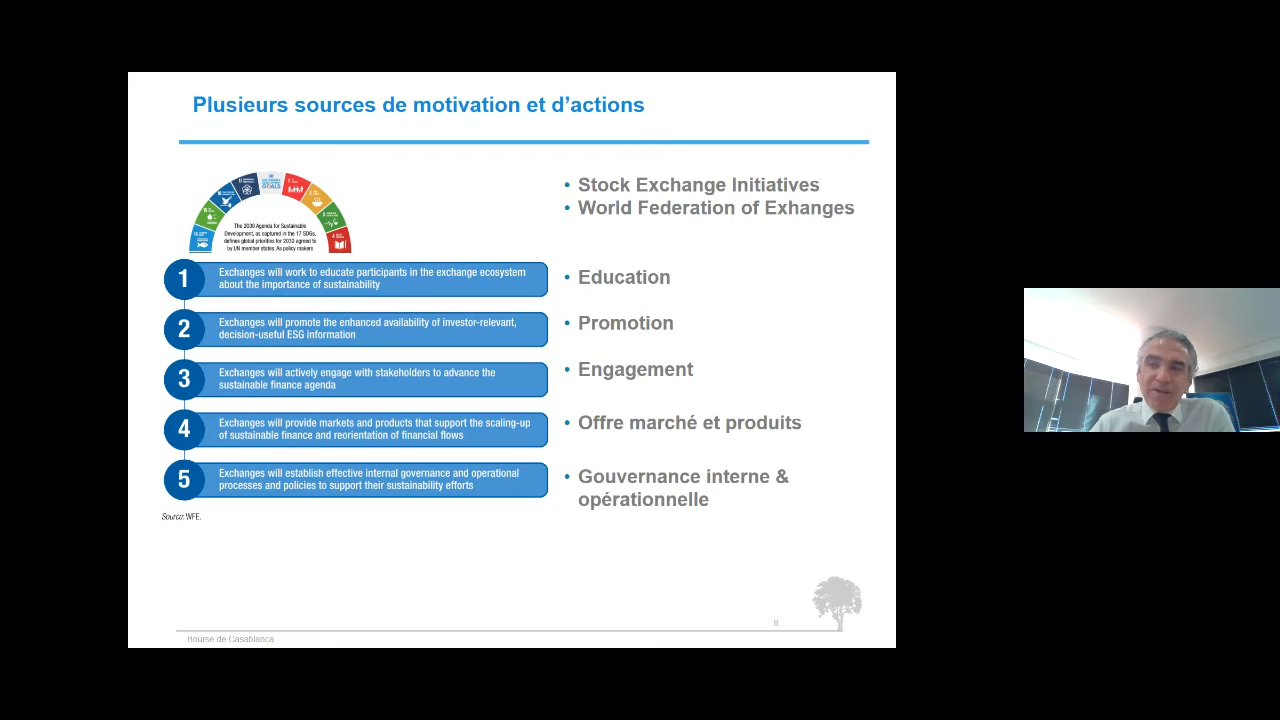 Plusieurs sources de motivation et d’actions
The 2030 Agenda for Sustainable
Development, as captured in the 17 SDGs,
defines global priorities for 2030 agreed to
by UN member states. As policy makers
• Stock Exchange Initiatives
• World Federation of Exhanges
1
Exchanges will work to educate participants in the exchange ecosystem
about the importance of sustainability
• Education
2
Exchanges will promote the enhanced availability of investor-relevant,
decision-useful ESG information
• Promotion
3
Exchanges will actively engage with stakeholders to advance the
sustainable finance agenda
• Engagement
4
Exchanges will provide markets and products that support the scaling-up
of sustainable finance and reorientation of financial flows
• Offre marché et produits
5
Exchanges will establish effective internal governance and operational
processes and policies to support their sustainability efforts
• Gouvernance interne &
opérationnelle
Source: WFE.
8
Bourse de Casablanca